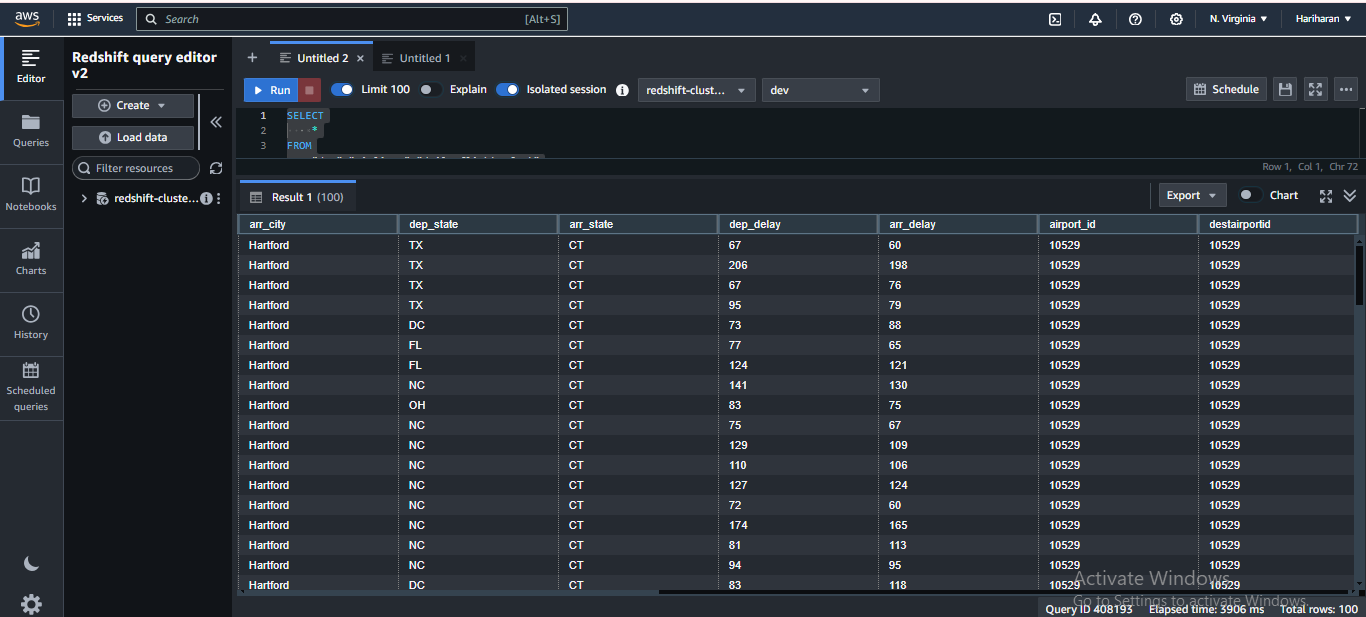 aws Services Search [Alt+S] N. Virginia Hariharan
Editor
Queries
Notebooks
Charts
History
Scheduled
queries
Redshift query editor
v2
Create
Load data
Filter resources
redshift-cluste...
Untitled 2 Untitled 1
Run Limit 100 Explain Isolated session redshift-clust... dev Schedule
1 SELECT
2 *
3 FROM
Row 1, Col 1, Chr 72
Result 1 (100) Export Chart
arr_city dep_state arr_state dep_delay arr_delay airport_id destairportid
Hartford TX CT 67 60 10529 10529
Hartford TX CT 206 198 10529 10529
Hartford TX CT 67 76 10529 10529
Hartford TX CT 95 79 10529 10529
Hartford DC CT 73 88 10529 10529
Hartford FL CT 77 65 10529 10529
Hartford FL CT 124 121 10529 10529
Hartford NC CT 141 130 10529 10529
Hartford OH CT 83 75 10529 10529
Hartford NC CT 75 67 10529 10529
Hartford NC CT 129 109 10529 10529
Hartford NC CT 110 106 10529 10529
Hartford NC CT 127 124 10529 10529
Hartford NC CT 72 60 10529 10529
Hartford NC CT 174 165 10529 10529
Hartford NC CT 81 113 10529 10529
Hartford NC CT 94 95 10529 10529
Hartford DC CT 83 118 10529 10529
Activate Windows
Go to Settings to activate Windows.
Query ID 408193 Elapsed time: 3906 ms Total rows: 100